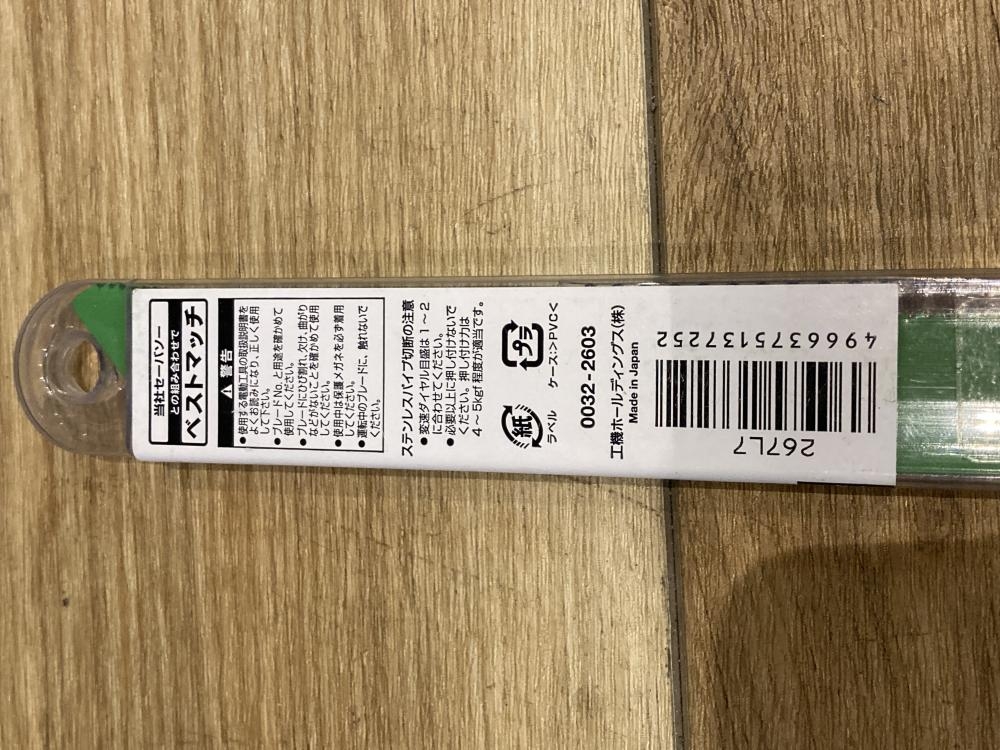 当社セーバソー
との組み合わせで
ベストマッチ
警告
●使用する電動工具の取扱説明書を
よくお読みになり、正しく使用
して下さい。
●ブレードNo.と用途を確かめて
使用してください。
●ブレードにひび割れ、欠け、曲がり
などがないことを確かめて使用
してください。
●使用中は保護メガネを必ず着用
してください。
●運転中のブレードに、触れないで
ください。
ステンレスパイプ切断の注意
●変速ダイヤル目盛は1~2
に合わせてください。
●必要以上に押し付けないで
ください。押し付け力は
4~5kgf程度が適当です。
紙
プラ
ラベル
ケース:>PVC<
0032-2603
工機ホールディングス(株)
Made in Japan
4966375137252
267L7